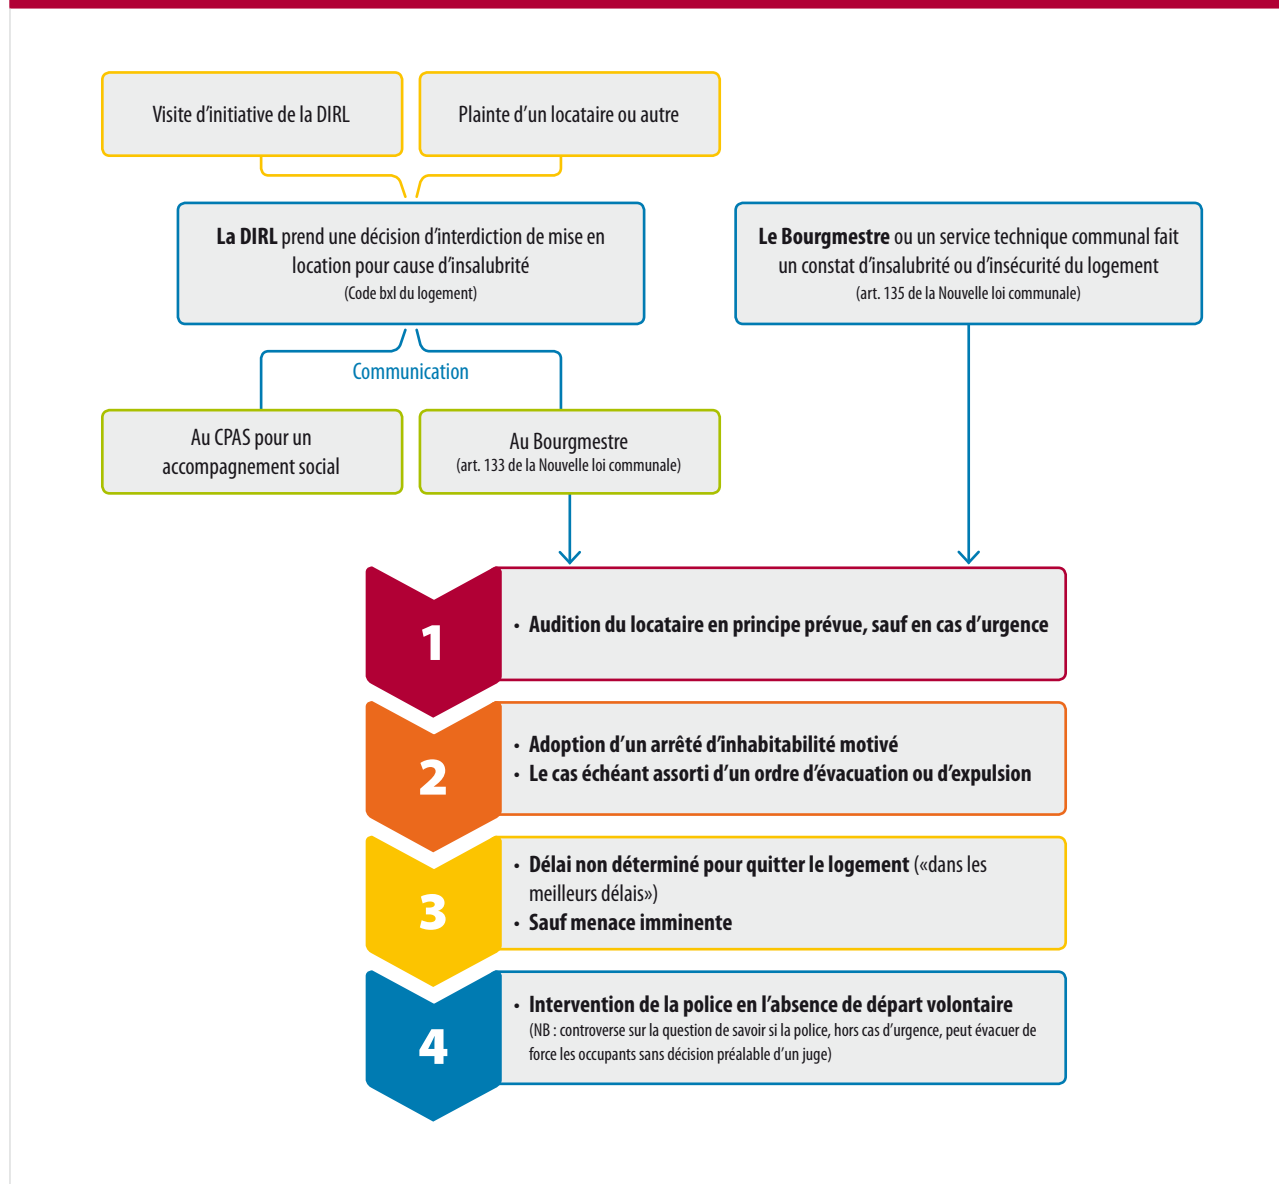 Visite d’initiative de la DIRL
Plainte d’un locataire ou autre
La DIRL prend une décision d’interdiction de mise en
location pour cause d’insalubrité
(Code bxl du logement)
Le Bourgmestre ou un service technique communal fait
un constat d’insalubrité ou d’insécurité du logement
(art. 135 de la Nouvelle loi communale)
Communication
Au CPAS pour un
accompagnement social
Au Bourgmestre
(art. 133 de la Nouvelle loi communale)
1
• Audition du locataire en principe prévue, sauf en cas d’urgence
2
• Adoption d’un arrêté d’inhabitabilité motivé
• Le cas échéant assorti d’un ordre d’évacuation ou d’expulsion
3
• Délai non déterminé pour quitter le logement («dans les
meilleurs délais»)
• Sauf menace imminente
4
• Intervention de la police en l’absence de départ volontaire
(NB : controverse sur la question de savoir si la police, hors cas d’urgence, peut évacuer de
force les occupants sans décision préalable d’un juge)